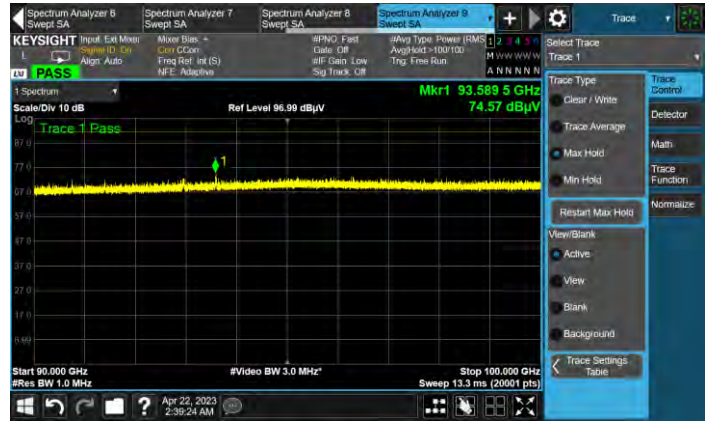 Spectrum Analyzer 6
Swept SA
Spectrum Analyzer 7
Swept SA
Spectrum Analyzer 8
Swept SA
Spectrum Analyzer 9
Swept SA
Trace
KEYSIGHT
L
PASS
Input: Ext Mixer
Signal ID: On
Align: Auto
Mixer Bias: -
Corr CCorr
Freq Ref: Int (S)
NFE: Adaptive
#PNO: Fast
Gate: Off
#IF Gain: Low
Sig Track: Off
#Avg Type: Power (RMS
Avg|Hold:>100/100
Trig: Free Run
1 2 3 4 5 6
M W W W W W
A N N N N N
Select Trace
Trace 1
1 Spectrum
Scale/Div 10 dB
Ref Level 96.99 dBµV
Mkr1 93.589 5 GHz
74.57 dBµV
Log
Trace 1 Pass
1
87.0
77.0
67.0
57.0
47.0
37.0
27.0
17.0
Start 90.000 GHz
#Video BW 3.0 MHz*
Stop 100.000 GHz
#Res BW 1.0 MHz
Sweep 13.3 ms (20001 pts)
Trace Type
Clear / Write
Trace Average
Max Hold
Min Hold
Restart Max Hold
View/Blank
Active
View
Blank
Background
Trace Settings
Table
Trace
Control
Detector
Math
Trace
Function
Normalize
?
Apr 22, 2023
2:39:24 AM